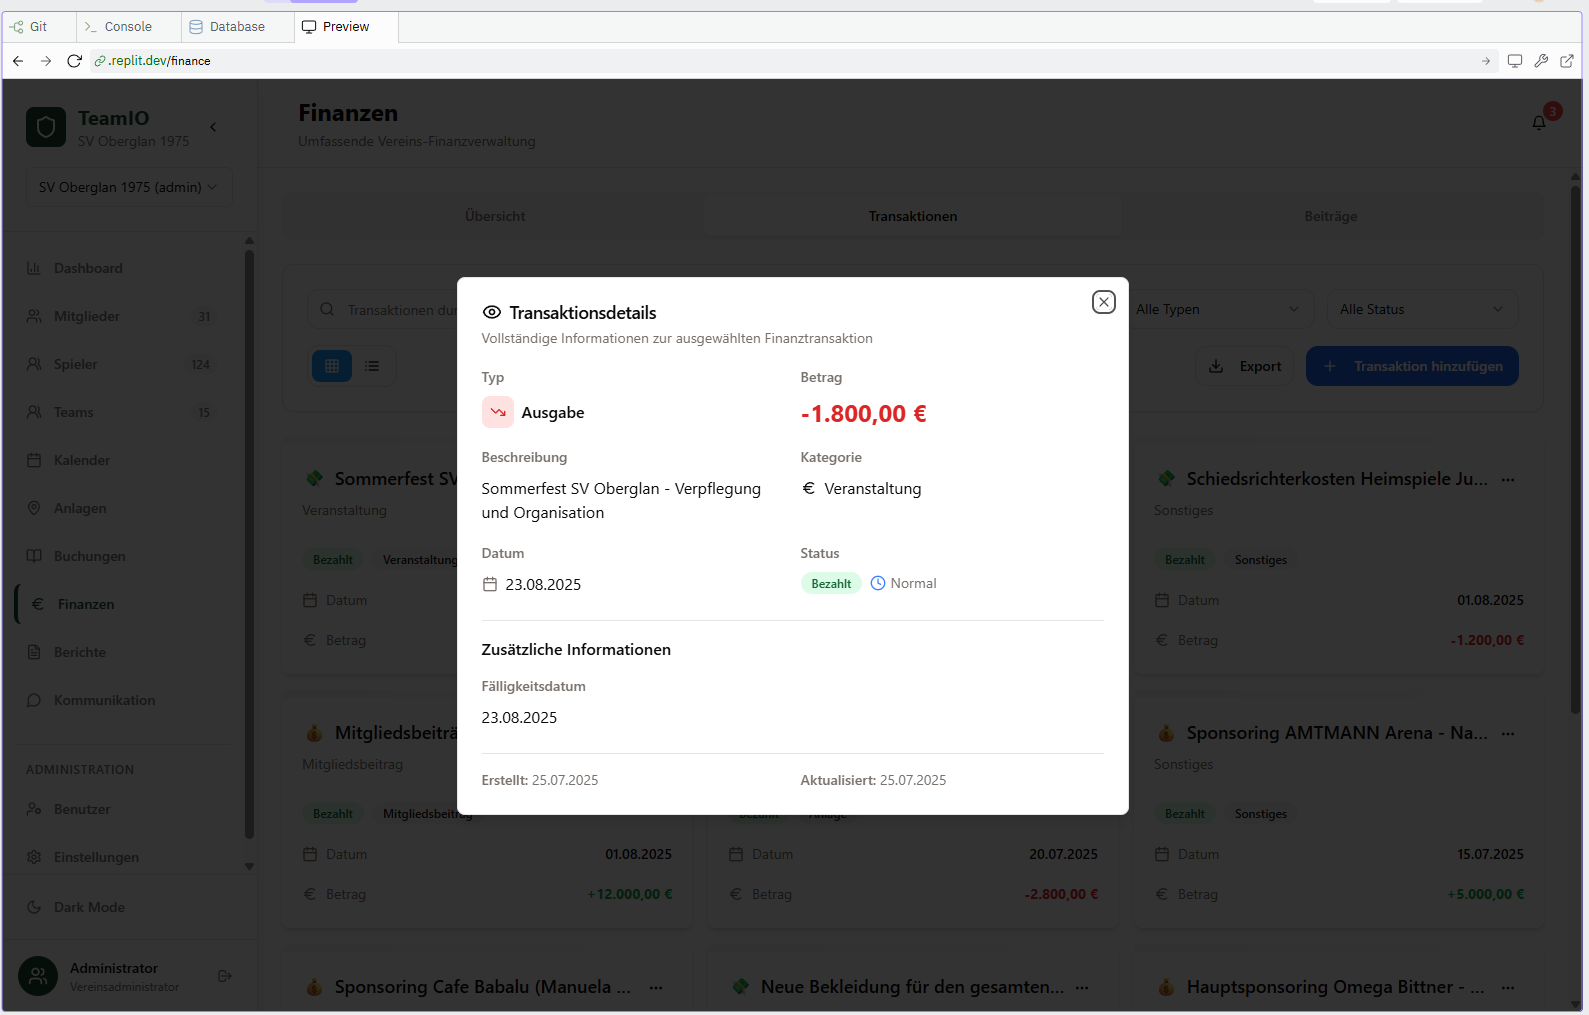 Git
Console
Database
Preview
.replit.dev/finance
TeamIO
SV Oberglan 1975
SV Oberglan 1975 (admin)
Dashboard
Mitglieder 31
Spieler 124
Teams 15
Kalender
Anlagen
Buchungen
Finanzen
Berichte
Kommunikation
ADMINISTRATION
Benutzer
Einstellungen
Dark Mode
Administrator
Vereinsadministrator
Finanzen
Umfassende Vereins-Finanzverwaltung
3
Übersicht
Transaktionen
Beiträge
Transaktionen dur
Alle Typen
Alle Status
Export
Transaktion hinzufügen
Sommerfest SV
Veranstaltung
Bezahlt Veranstaltung
Datum
Betrag
Schiedsrichterkosten Heimspiele Ju...
Sonstiges
Bezahlt Sonstiges
Datum 01.08.2025
Betrag -1.200,00 €
Transaktionsdetails
Vollständige Informationen zur ausgewählten Finanztransaktion
Typ
Ausgabe
Betrag
-1.800,00 €
Beschreibung
Sommerfest SV Oberglan - Verpflegung
und Organisation
Kategorie
€ Veranstaltung
Datum
23.08.2025
Status
Bezahlt Normal
Zusätzliche Informationen
Fälligkeitsdatum
23.08.2025
Erstellt: 25.07.2025
Aktualisiert: 25.07.2025
Mitgliedsbeiträ
Mitgliedsbeitrag
Bezahlt Mitgliedsbeitrag
Datum 01.08.2025
Betrag +12.000,00 €
Bezahlt Anlage
Datum 20.07.2025
Betrag -2.800,00 €
Sponsoring AMTMANN Arena - Na...
Sonstiges
Bezahlt Sonstiges
Datum 15.07.2025
Betrag +5.000,00 €
Sponsoring Cafe Babalu (Manuela ...
Neue Bekleidung für den gesamten...
Hauptsponsoring Omega Bittner - ...